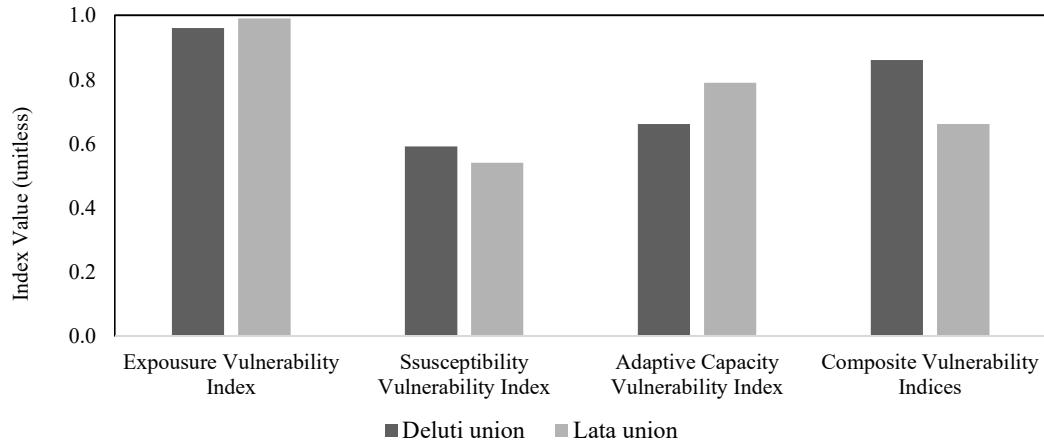 1.0
0.8
0.6
0.4
0.2
0.0
Index Value (unitless)
Expousure Vulnerability
Index
Ssusceptibility
Vulnerability Index
Adaptive Capacity
Vulnerability Index
Composite Vulnerability
Indices
Deluti union
Lata union